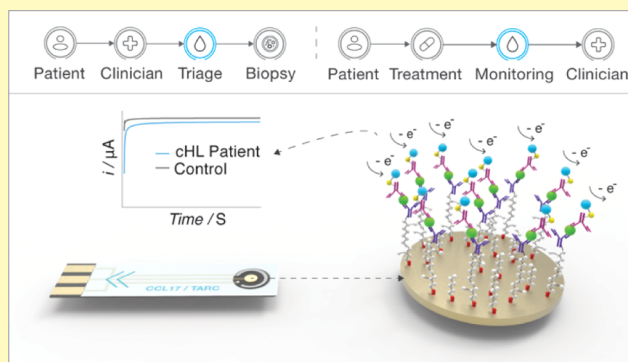 Patient Clinician Triage Biopsy
Patient Treatment Monitoring Clinician
i / µA
cHL Patient
Control
Time / S
CCL17 / TARC
- e⁻
- e⁻
- e⁻
- e⁻
- e⁻
- e⁻
- e⁻